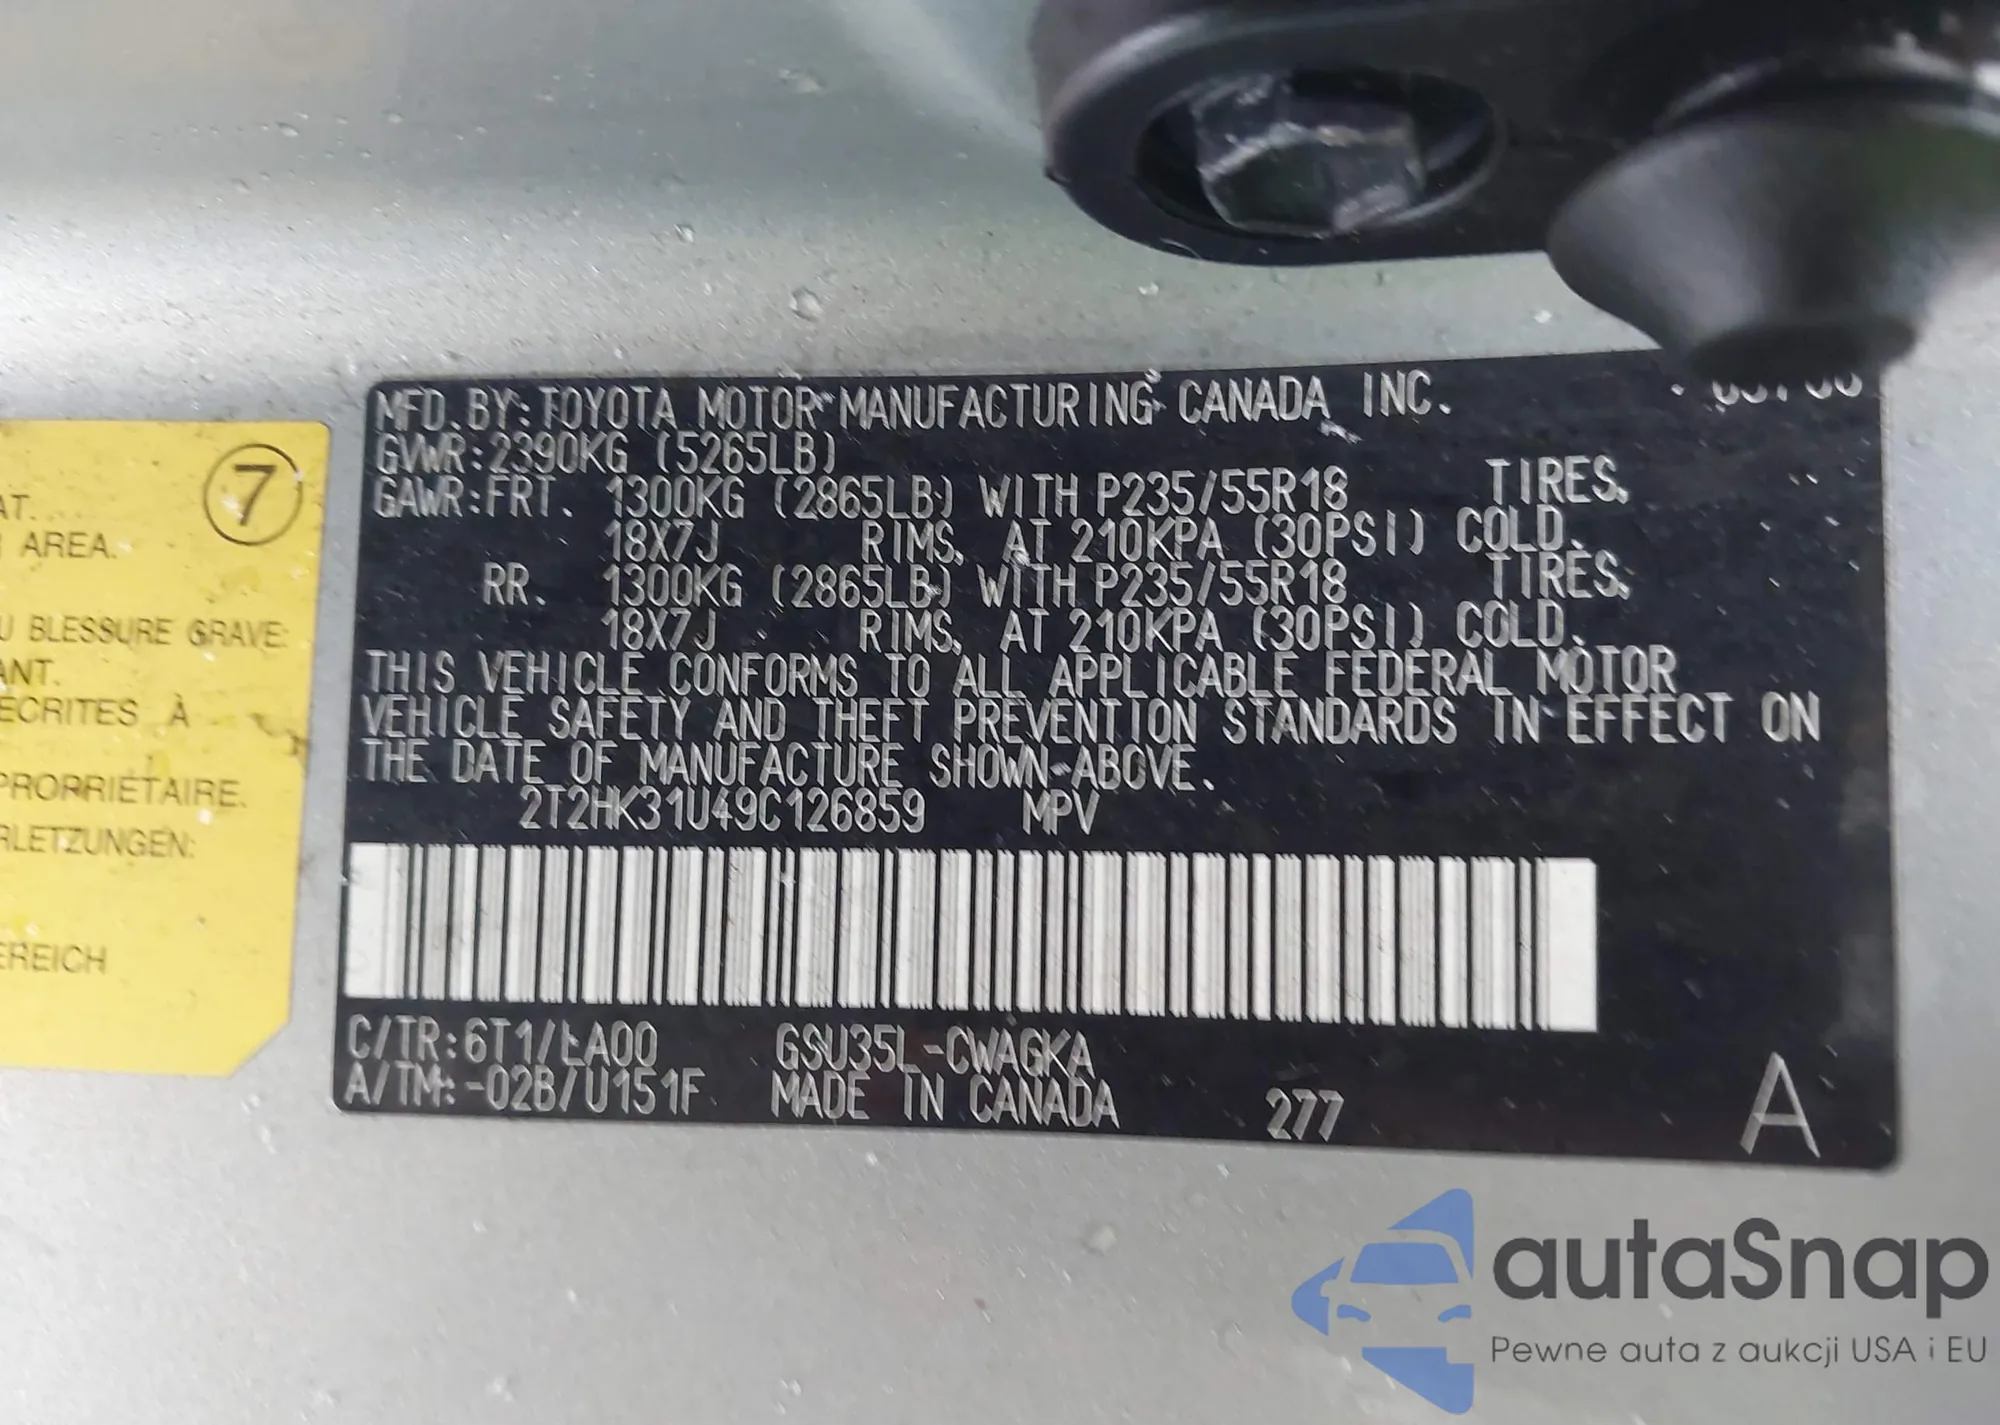 MFD. BY: TOYOTA MOTOR MANUFACTURING CANADA INC.
GVWR: 2390KG (5265LB)
GAWR: FRT. 1300KG (2865LB) WITH P235/55R18 TIRES,
18X7J RIMS, AT 210KPA (30PSI) COLD.
RR. 1300KG (2865LB) WITH P235/55R18 TIRES,
18X7J RIMS, AT 210KPA (30PSI) COLD.
THIS VEHICLE CONFORMS TO ALL APPLICABLE FEDERAL MOTOR
VEHICLE SAFETY AND THEFT PREVENTION STANDARDS IN EFFECT ON
THE DATE OF MANUFACTURE SHOWN ABOVE.
2T2HK31U49C126859 MPV
C/TR: 6T1/LA00 GSU35L-CWAGKA
A/TM: -02B/U151F MADE IN CANADA 277 A
7
AT.
AREA.
U BLESSURE GRAVE:
ANT.
ECRITES À
PROPRIÉTAIRE.
RLETZUNGEN:
EREICH
autaSnap
Pewne auta z aukcji USA i EU